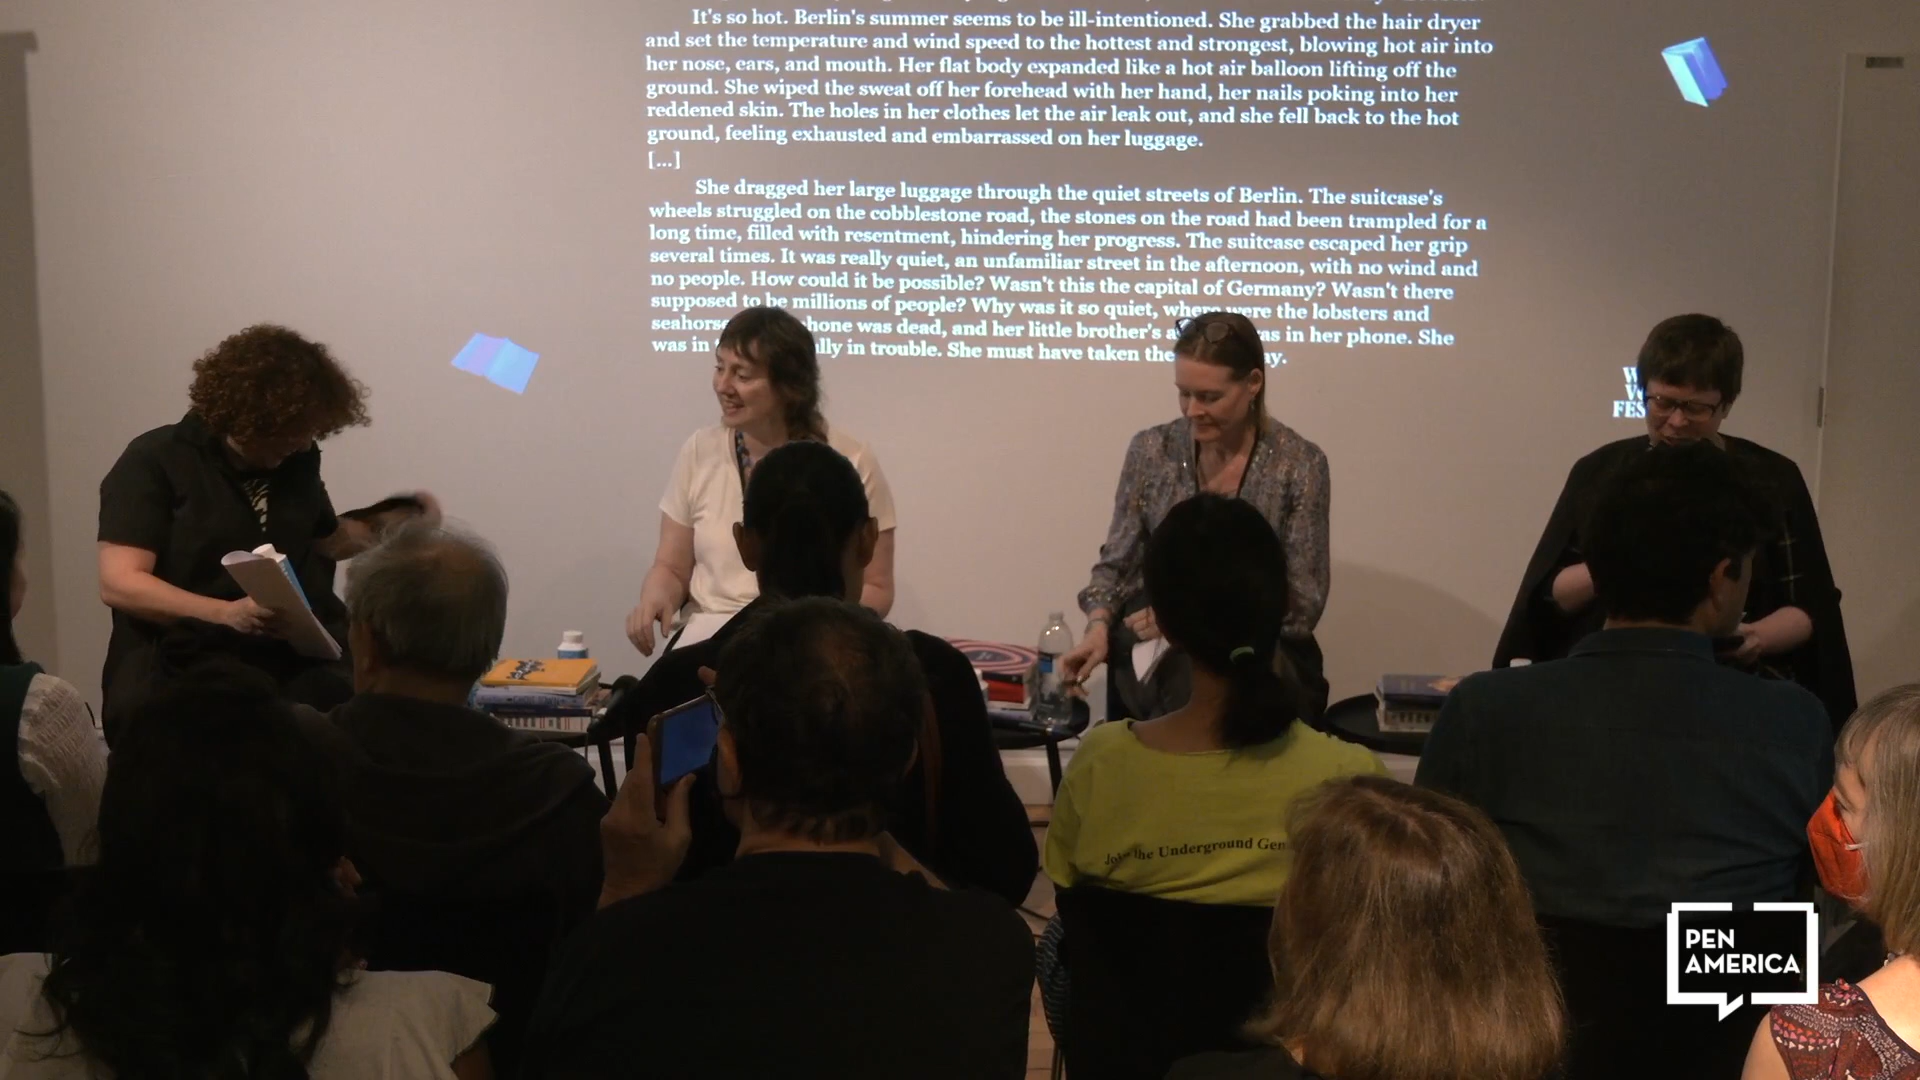 It's so hot. Berlin's summer seems to be ill-intentioned. She grabbed the hair dryer
and set the temperature and wind speed to the hottest and strongest, blowing hot air into
her nose, ears, and mouth. Her flat body expanded like a hot air balloon lifting off the
ground. She wiped the sweat off her forehead with her hand, her nails poking into her
reddened skin. The holes in her clothes let the air leak out, and she fell back to the hot
ground, feeling exhausted and embarrassed on her luggage.
[...]
She dragged her large luggage through the quiet streets of Berlin. The suitcase's
wheels struggled on the cobblestone road, the stones on the road had been trampled for a
long time, filled with resentment, hindering her progress. The suitcase escaped her grip
several times. It was really quiet, an unfamiliar street in the afternoon, with no wind and
no people. How could it be possible? Wasn't this the capital of Germany? Wasn't there
supposed to be millions of people? Why was it so quiet, where were the lobsters and
was dead, and her little brother's in her phone. She
was in in trouble. She must have taken the
the Underground
PEN
AMERICA